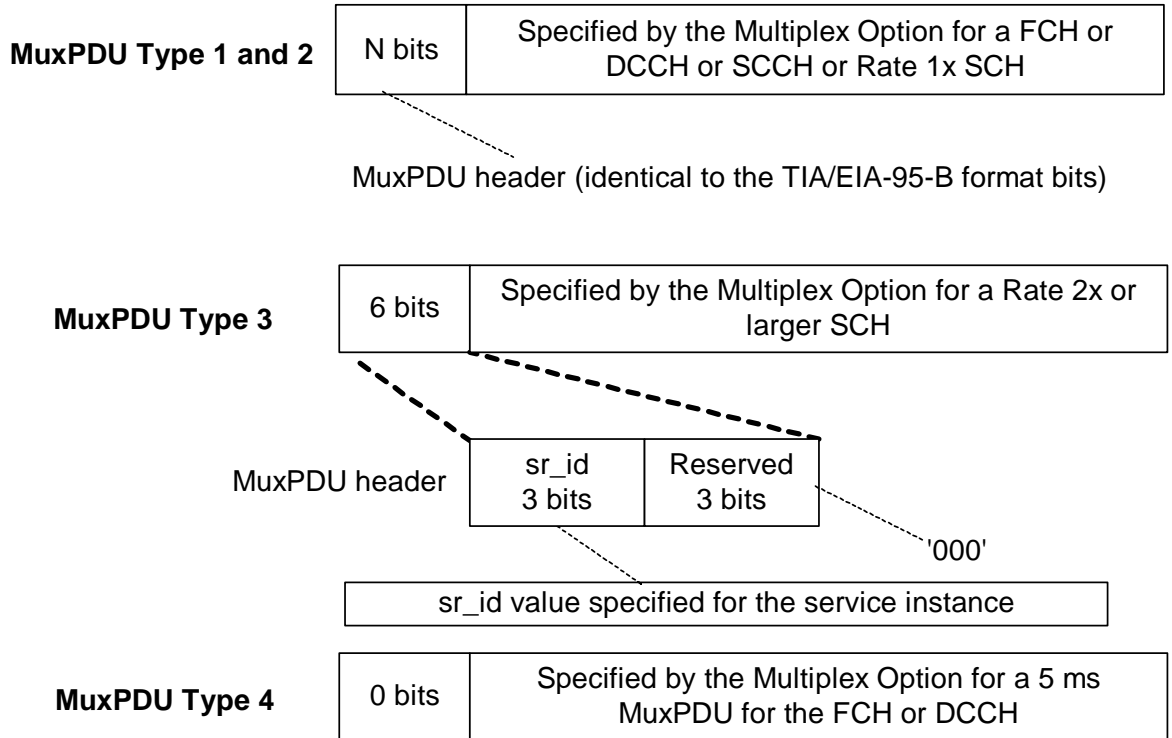 MuxPDU Type 1 and 2
N bits
Specified by the Multiplex Option for a FCH or
DCCH or SCCH or Rate 1x SCH
MuxPDU header (identical to the TIA/EIA-95-B format bits)
MuxPDU Type 3
6 bits
Specified by the Multiplex Option for a Rate 2x or
larger SCH
MuxPDU header
sr_id
3 bits
Reserved
3 bits
'000'
sr_id value specified for the service instance
MuxPDU Type 4
0 bits
Specified by the Multiplex Option for a 5 ms
MuxPDU for the FCH or DCCH